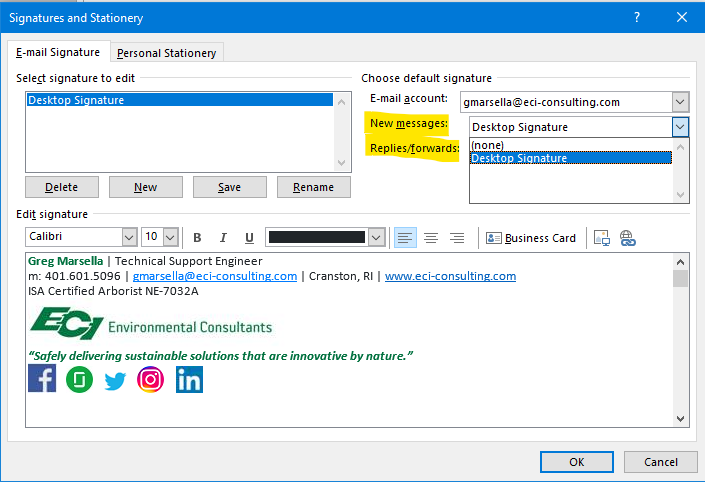 Signatures and Stationery
E-mail Signature
Personal Stationery
Select signature to edit
Desktop Signature
Delete
New
Save
Rename
Choose default signature
E-mail account:
gmarsella@eci-consulting.com
New messages:
Desktop Signature
Replies/forwards:
(none)
Desktop Signature
Edit signature
Calibri
10
B
I
U
Business Card
Greg Marsella | Technical Support Engineer
m: 401.601.5096 | gmarsella@eci-consulting.com | Cranston, RI | www.eci-consulting.com
ISA Certified Arborist NE-7032A
ECI Environmental Consultants
“Safely delivering sustainable solutions that are innovative by nature.”
f
in
OK
Cancel